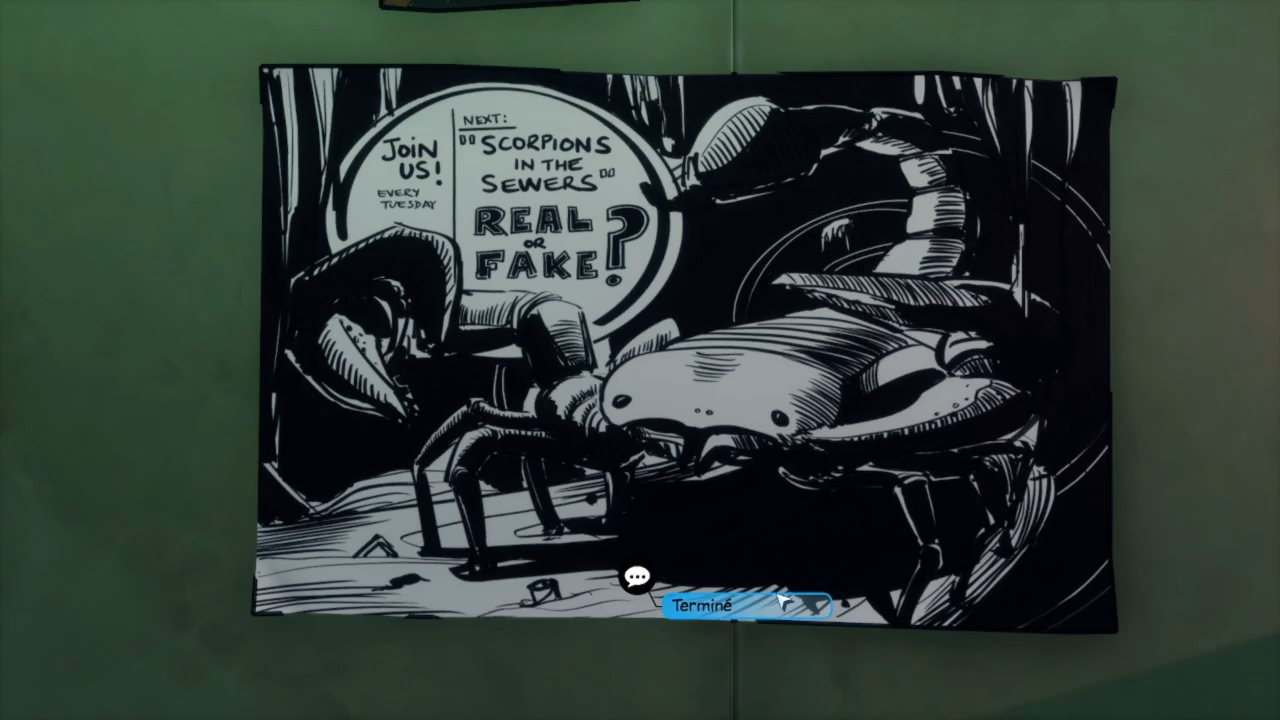 JOIN
US!
EVERY
TUESDAY
NEXT:
"SCORPIONS
IN THE
SEWERS"
REAL
OR
FAKE?
Terminé